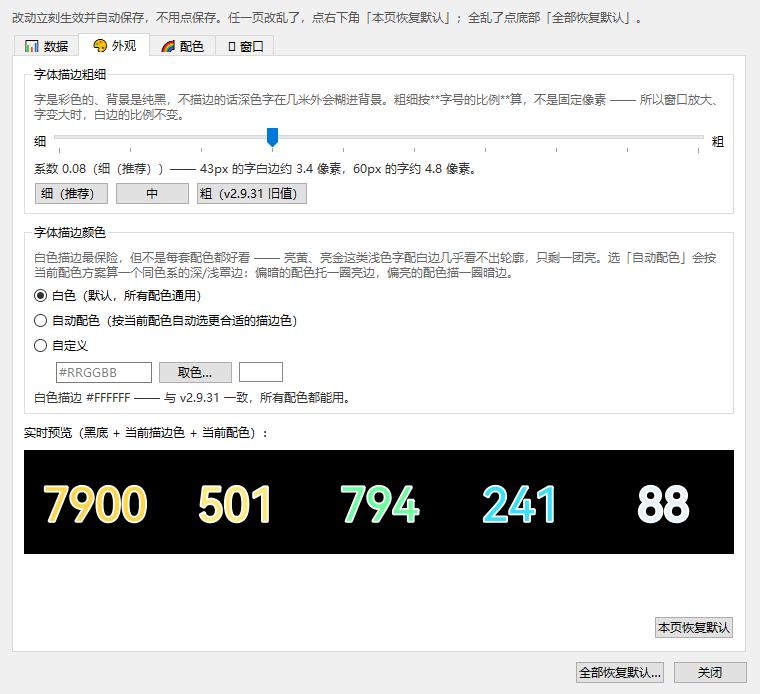 改动立刻生效并自动保存，不用点保存。任一页改乱了，点右下角「本页恢复默认」；全乱了点底部「全部恢复默认」。
数据 外观 配色 窗口
字体描边粗细
字是彩色的、背景是纯黑，不描边的话深色字在几米外会糊进背景。粗细按**字号的比例**算，不是固定像素 —— 所以窗口放大、
字变大时，白边的比例不变。
细 粗
系数 0.08（细（推荐））—— 43px 的字白边约 3.4 像素，60px 的字约 4.8 像素。
细（推荐） 中 粗（v2.9.31 旧值）
字体描边颜色
白色描边最保险，但不是每套配色都好看 —— 亮黄、亮金这类浅色字配白边几乎看不出轮廓，只剩一团亮。选「自动配色」会按
当前配色方案算一个同色系的深/浅罩边：偏暗的配色托一圈亮边，偏亮的配色描一圈暗边。
白色（默认，所有配色通用）
自动配色（按当前配色自动选更合适的描边色）
自定义
#RRGGBB 取色...
白色描边 #FFFFFF —— 与 v2.9.31 一致，所有配色都能用。
实时预览（黑底 + 当前描边色 + 当前配色）：
7900 501 794 241 88
本页恢复默认
全部恢复默认... 关闭